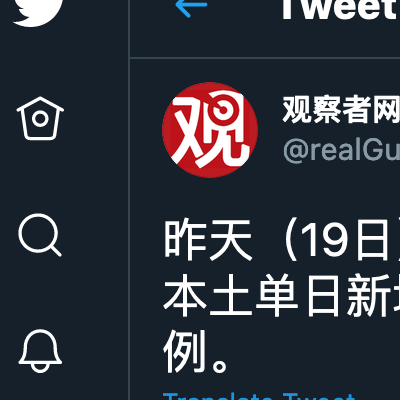 Tweet
观
观察者网
@realGu
昨天（19日）
本土单日新增
例。
Translate Tweet